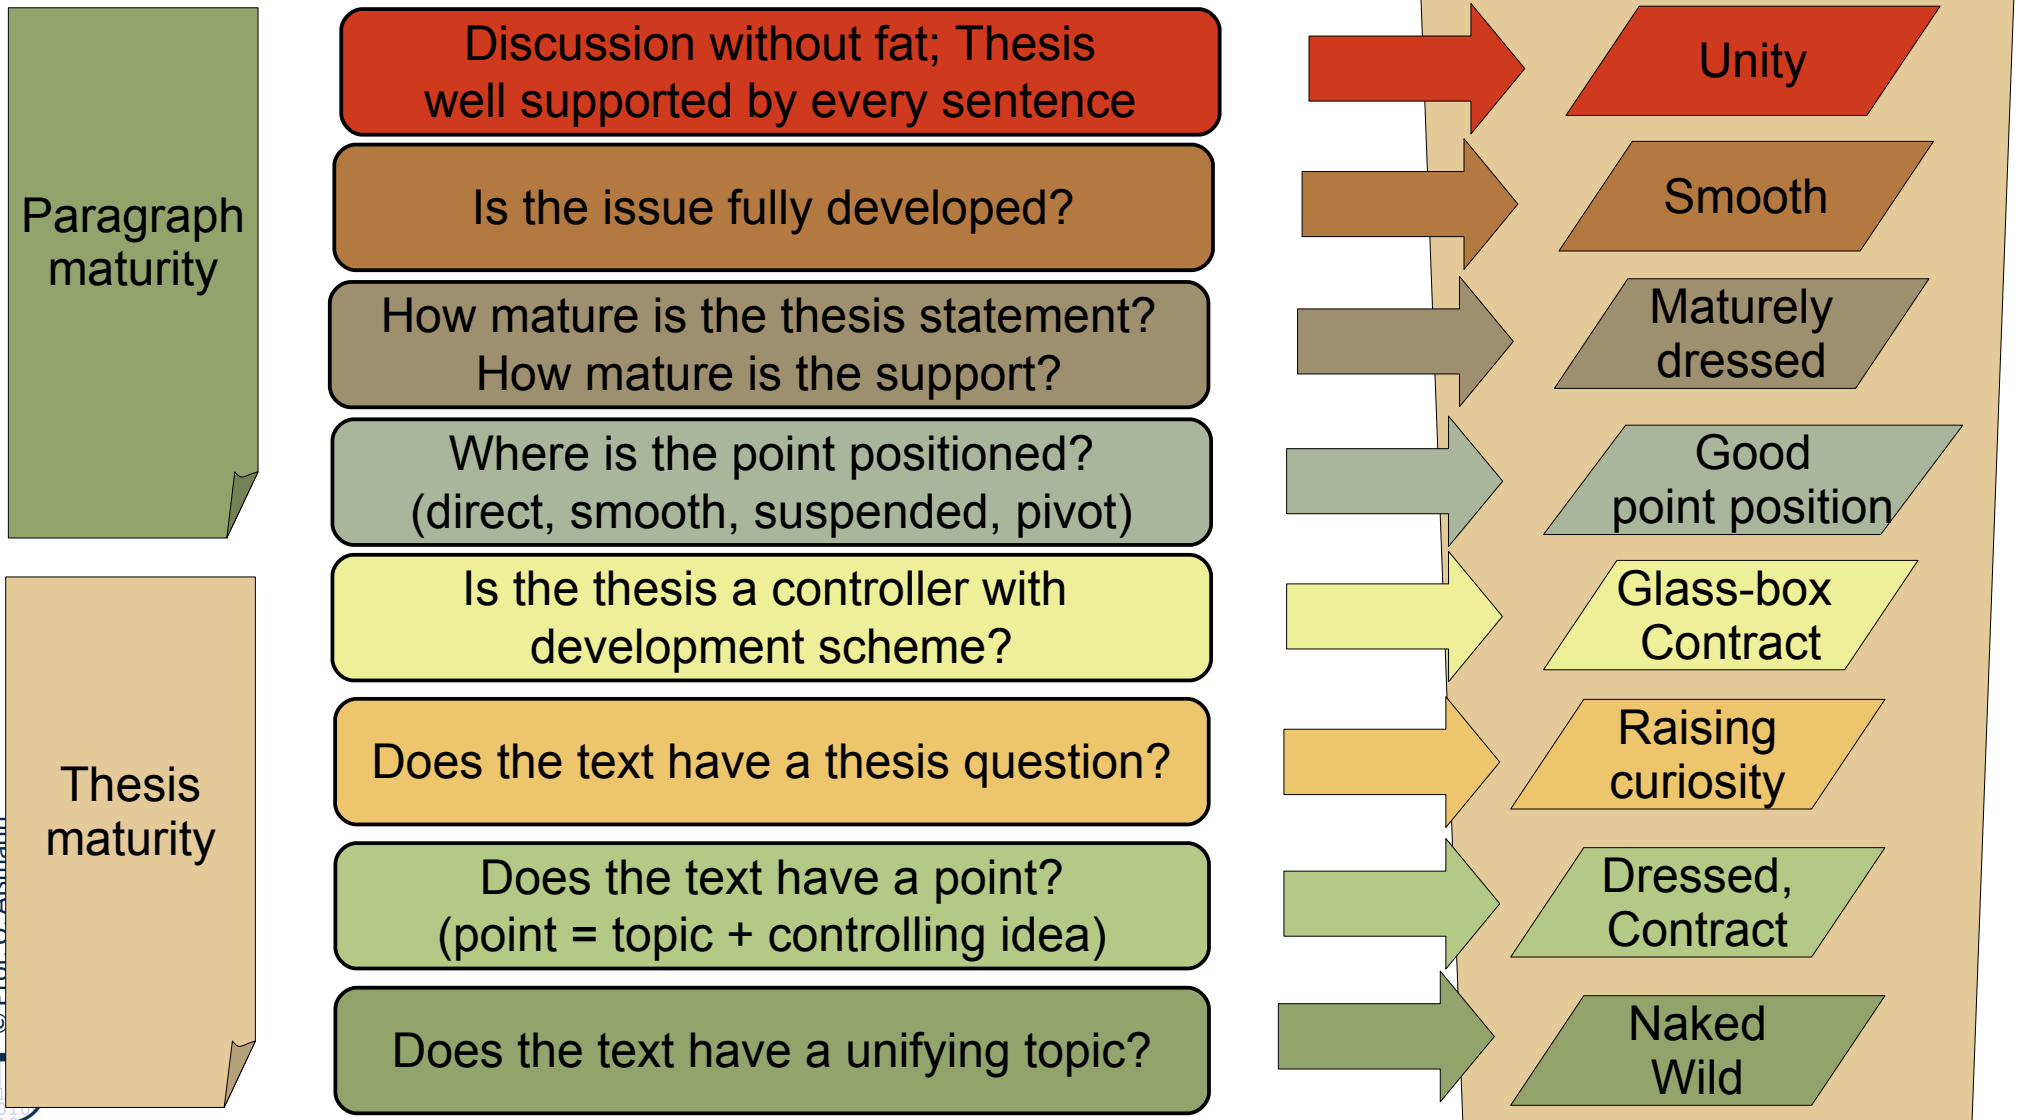 Paragraph
maturity
Discussion without fat; Thesis
well supported by every sentence
Unity
Is the issue fully developed?
Smooth
How mature is the thesis statement?
How mature is the support?
Maturely
dressed
Where is the point positioned?
(direct, smooth, suspended, pivot)
Good
point position
Thesis
maturity
Is the thesis a controller with
development scheme?
Glass-box
Contract
Does the text have a thesis question?
Raising
curiosity
Does the text have a point?
(point = topic + controlling idea)
Dressed,
Contract
Does the text have a unifying topic?
Naked
Wild